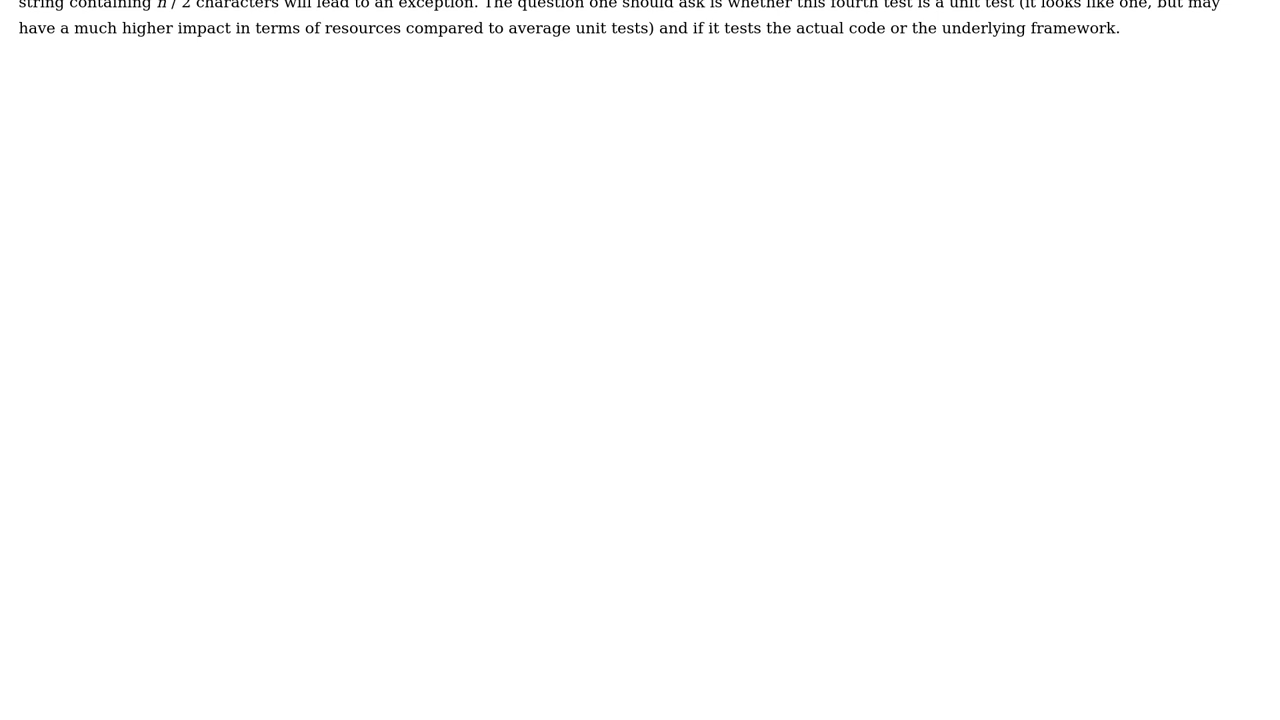 string containing n / 2 characters will lead to an exception. The question one should ask is whether this fourth test is a unit test (it looks like one, but may
have a much higher impact in terms of resources compared to average unit tests) and if it tests the actual code or the underlying framework.